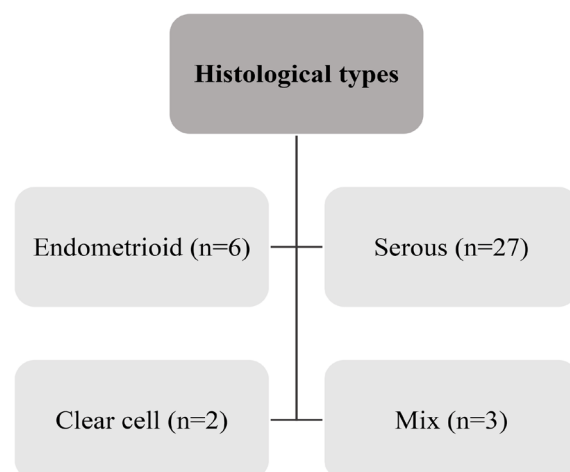 Histological types
Endometrioid (n=6)
Serous (n=27)
Clear cell (n=2)
Mix (n=3)